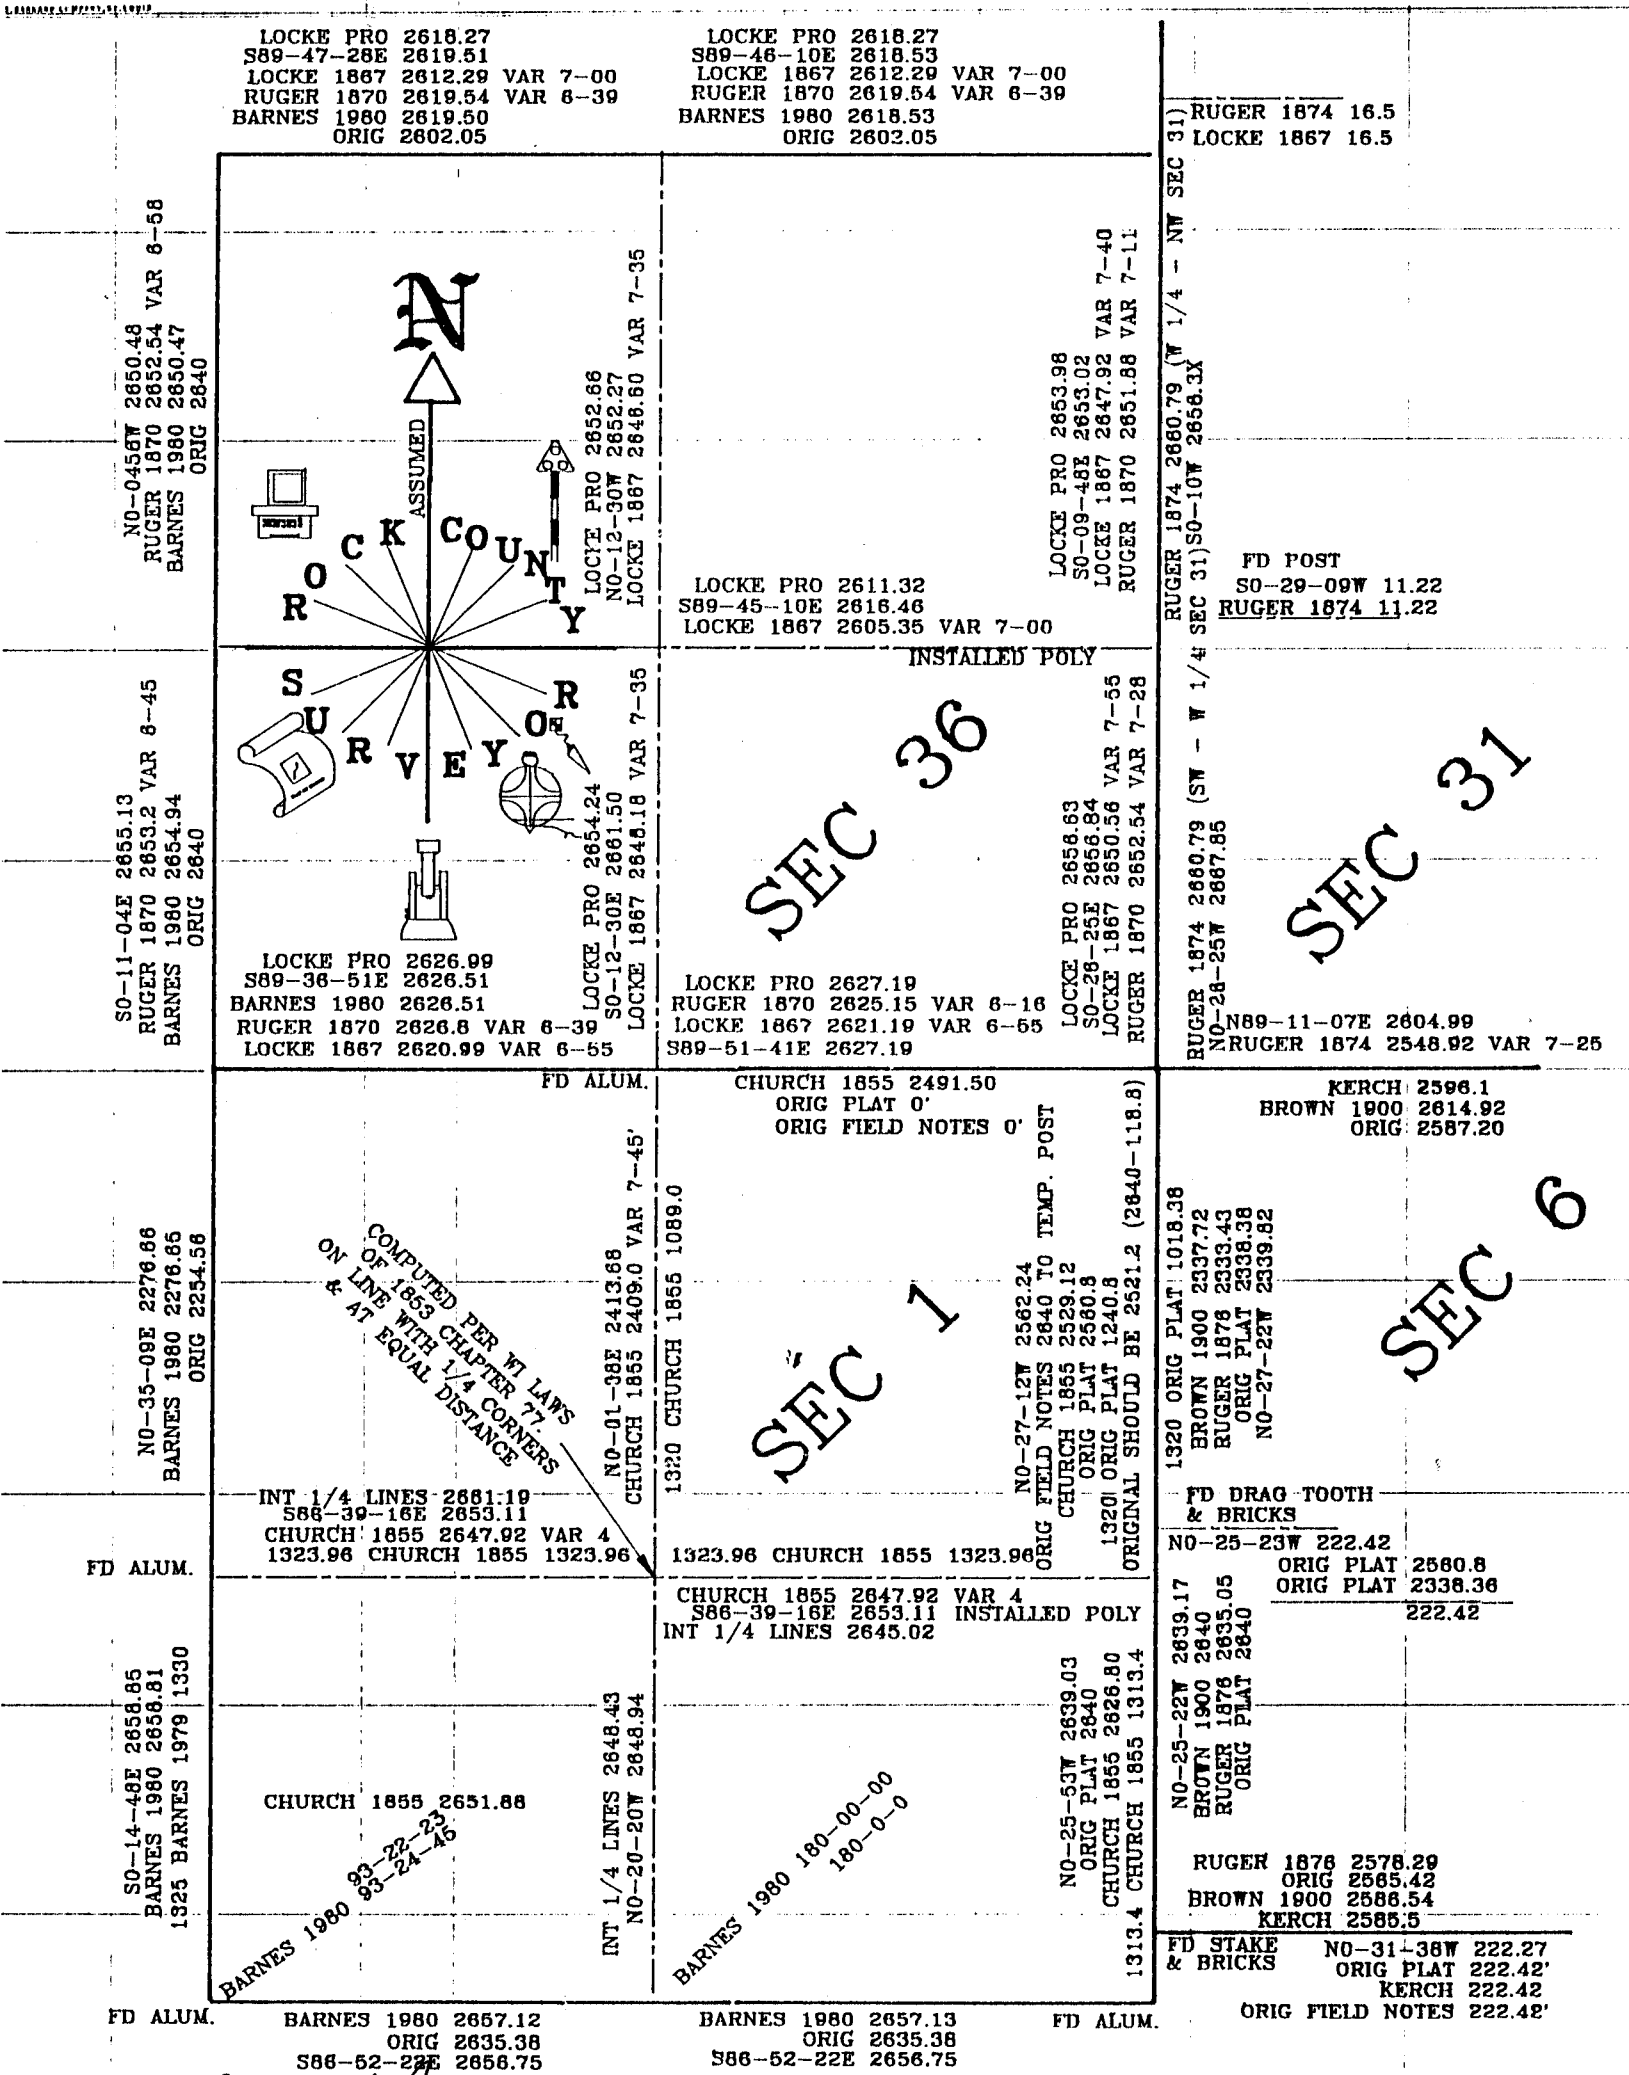 LOCKE PRO 2618.27
S89-47-28E 2619.51
LOCKE 1867 2612.29 VAR 7-00
RUGER 1870 2619.54 VAR 6-39
BARNES 1980 2619.50
ORIG 2602.05
LOCKE PRO 2618.27
S89-46-10E 2618.53
LOCKE 1867 2612.29 VAR 7-00
RUGER 1870 2619.54 VAR 6-39
BARNES 1980 2618.53
ORIG 2602.05
RUGER 1874 16.5
LOCKE 1867 16.5
N0-0456W 2650.48
RUGER 1870 2652.54 VAR 6-58
BARNES 1980 2650.47
ORIG 2640
N
ASSUMED
ROCK COUNTY
SURVEYOR
LOCKE PRO 2652.66
N0-12-30W 2652.27
LOCKE 1867 2646.60 VAR 7-35
LOCKE PRO 2653.98
S0-09-48E 2653.02
LOCKE 1867 2647.92 VAR 7-40
RUGER 1870 2651.88 VAR 7-11
RUGER 1874 2660.79 (W 1/4 - NW SEC 31)
S0-10W 2658.3X
FD POST
S0-29-09W 11.22
RUGER 1874 11.22
LOCKE PRO 2611.32
S89-45-10E 2616.46
LOCKE 1867 2605.35 VAR 7-00
INSTALLED POLY
S0-11-04E 2655.13
RUGER 1870 2653.2 VAR 6-45
BARNES 1980 2654.94
ORIG 2640
LOCKE PRO 2654.24
S0-12-30E 2661.50
LOCKE 1867 2648.18 VAR 7-35
SEC 36
LOCKE PRO 2656.63
S0-26-25E 2656.84
LOCKE 1867 2650.56 VAR 7-55
RUGER 1870 2652.54 VAR 7-28
RUGER 1874 2660.79 (SW - W 1/4 SEC 31)
N0-26-25W 2667.85
SEC 31
LOCKE PRO 2626.99
S89-36-51E 2626.51
BARNES 1980 2626.51
RUGER 1870 2626.8 VAR 6-39
LOCKE 1867 2620.99 VAR 6-55
LOCKE PRO 2627.19
RUGER 1870 2625.15 VAR 6-16
LOCKE 1867 2621.19 VAR 6-55
S89-51-41E 2627.19
N89-11-07E 2604.99
RUGER 1874 2548.92 VAR 7-25
FD ALUM.
CHURCH 1855 2491.50
ORIG PLAT 0'
ORIG FIELD NOTES 0'
KERCH 2596.1
BROWN 1900 2614.92
ORIG 2587.20
N0-35-09E 2276.66
BARNES 1980 2276.65
ORIG 2254.56
COMPUTED PER WI LAWS
OF 1853 CHAPTER 77.
ON LINE WITH 1/4 CORNERS
& AT EQUAL DISTANCE
N0-01-38E 2413.68
CHURCH 1855 2409.0 VAR 7-45'
1320 CHURCH 1855 1089.0
SEC 1
N0-27-12W 2562.24
ORIG FIELD NOTES 2640 TO TEMP. POST
CHURCH 1855 2529.12
ORIG PLAT 2560.8
1320 ORIG PLAT 1240.8
ORIGINAL SHOULD BE 2521.2 (2640-118.8)
1320 ORIG PLAT 1018.38
BROWN 1900 2337.72
RUGER 1878 2333.43
ORIG PLAT 2338.38
N0-27-22W 2339.82
SEC 6
INT 1/4 LINES 2661.19
S86-39-16E 2653.11
CHURCH 1855 2647.92 VAR 4
1323.96 CHURCH 1855 1323.96
1323.96 CHURCH 1855 1323.96
FD DRAG TOOTH
& BRICKS
N0-25-23W 222.42
ORIG PLAT 2560.8
ORIG PLAT 2338.36
222.42
FD ALUM.
CHURCH 1855 2647.92 VAR 4
S86-39-16E 2653.11 INSTALLED POLY
INT 1/4 LINES 2645.02
S0-14-48E 2658.85
BARNES 1980 2658.81
1325 BARNES 1979 1330
CHURCH 1855 2651.88
BARNES 1980 93-22-23
93-24-45
INT 1/4 LINES 2648.43
N0-20-20W 2648.94
BARNES 1980 180-00-00
180-0-0
N0-25-53W 2639.03
ORIG PLAT 2640
CHURCH 1855 2626.80
1313.4 CHURCH 1855 1313.4
N0-25-22W 2639.17
BROWN 1900 2640
RUGER 1878 2635.05
ORIG PLAT 2640
RUGER 1878 2578.29
ORIG 2565.42
BROWN 1900 2586.54
KERCH 2585.5
FD STAKE
& BRICKS
N0-31-38W 222.27
ORIG PLAT 222.42'
KERCH 222.42
ORIG FIELD NOTES 222.42'
FD ALUM.
BARNES 1980 2657.12
ORIG 2635.38
S86-52-22E 2656.75
BARNES 1980 2657.13
ORIG 2635.38
S86-52-22E 2656.75
FD ALUM.